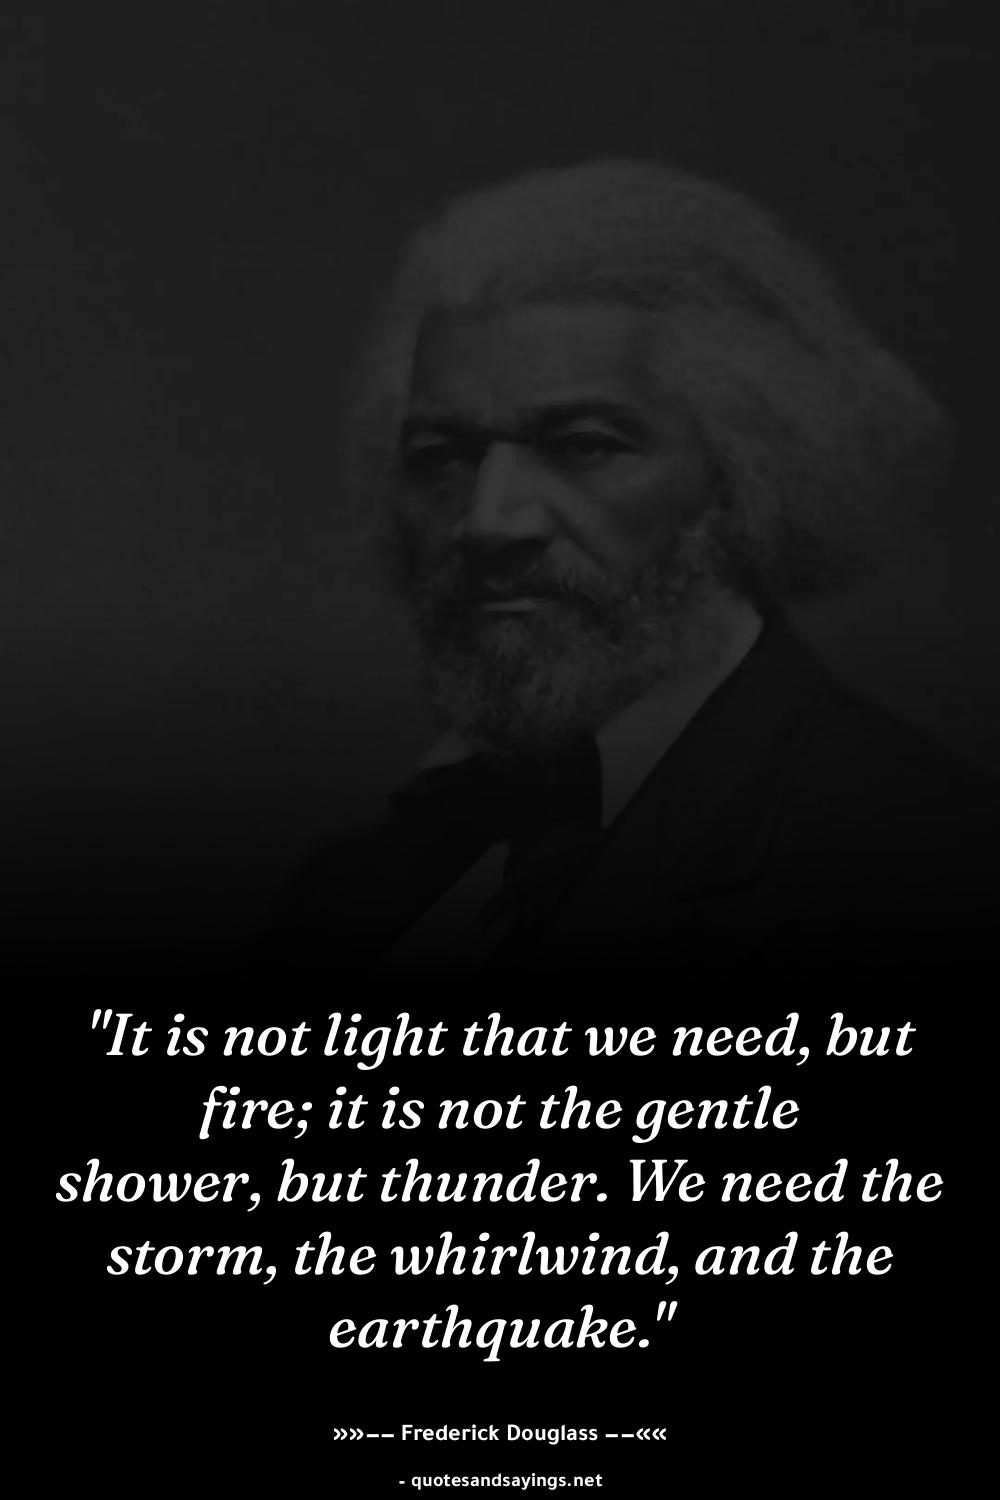 "It is not light that we need, but
fire; it is not the gentle
shower, but thunder. We need the
storm, the whirlwind, and the
earthquake."
»»−− Frederick Douglass −−««
- quotesandsayings.net